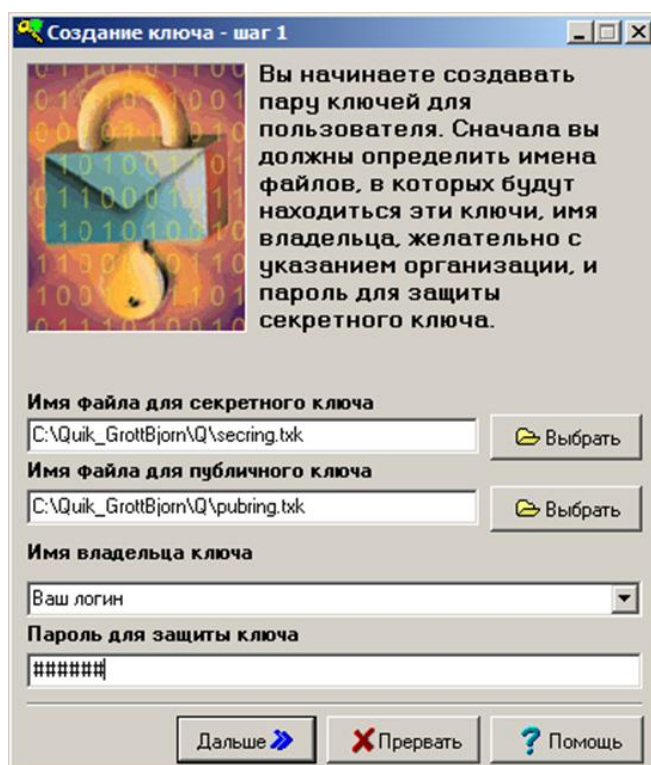 Создание ключа - шаг 1
Вы начинаете создавать
пару ключей для
пользователя. Сначала вы
должны определить имена
файлов, в которых будут
находиться эти ключи, имя
владельца, желательно с
указанием организации, и
пароль для защиты
секретного ключа.
Имя файла для секретного ключа
C:\Quik_GrottBjorn\Q\secring.txk
Выбрать
Имя файла для публичного ключа
C:\Quik_GrottBjorn\Q\pubring.txk
Выбрать
Имя владельца ключа
Ваш логин
Пароль для защиты ключа
######
Дальше
Прервать
Помощь